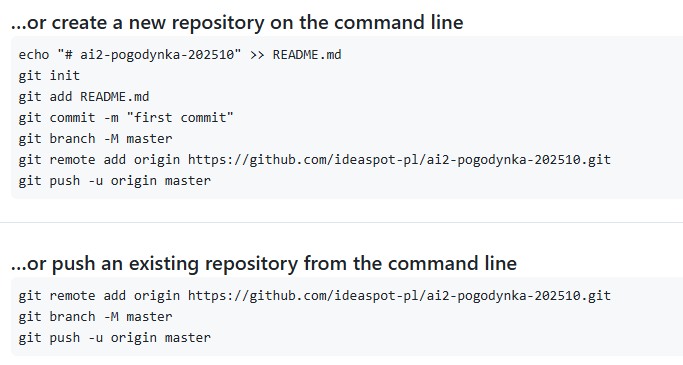 ...or create a new repository on the command line
echo "# ai2-pogodynka-202510" >> README.md
git init
git add README.md
git commit -m "first commit"
git branch -M master
git remote add origin https://github.com/ideaspot-pl/ai2-pogodynka-202510.git
git push -u origin master
...or push an existing repository from the command line
git remote add origin https://github.com/ideaspot-pl/ai2-pogodynka-202510.git
git branch -M master
git push -u origin master